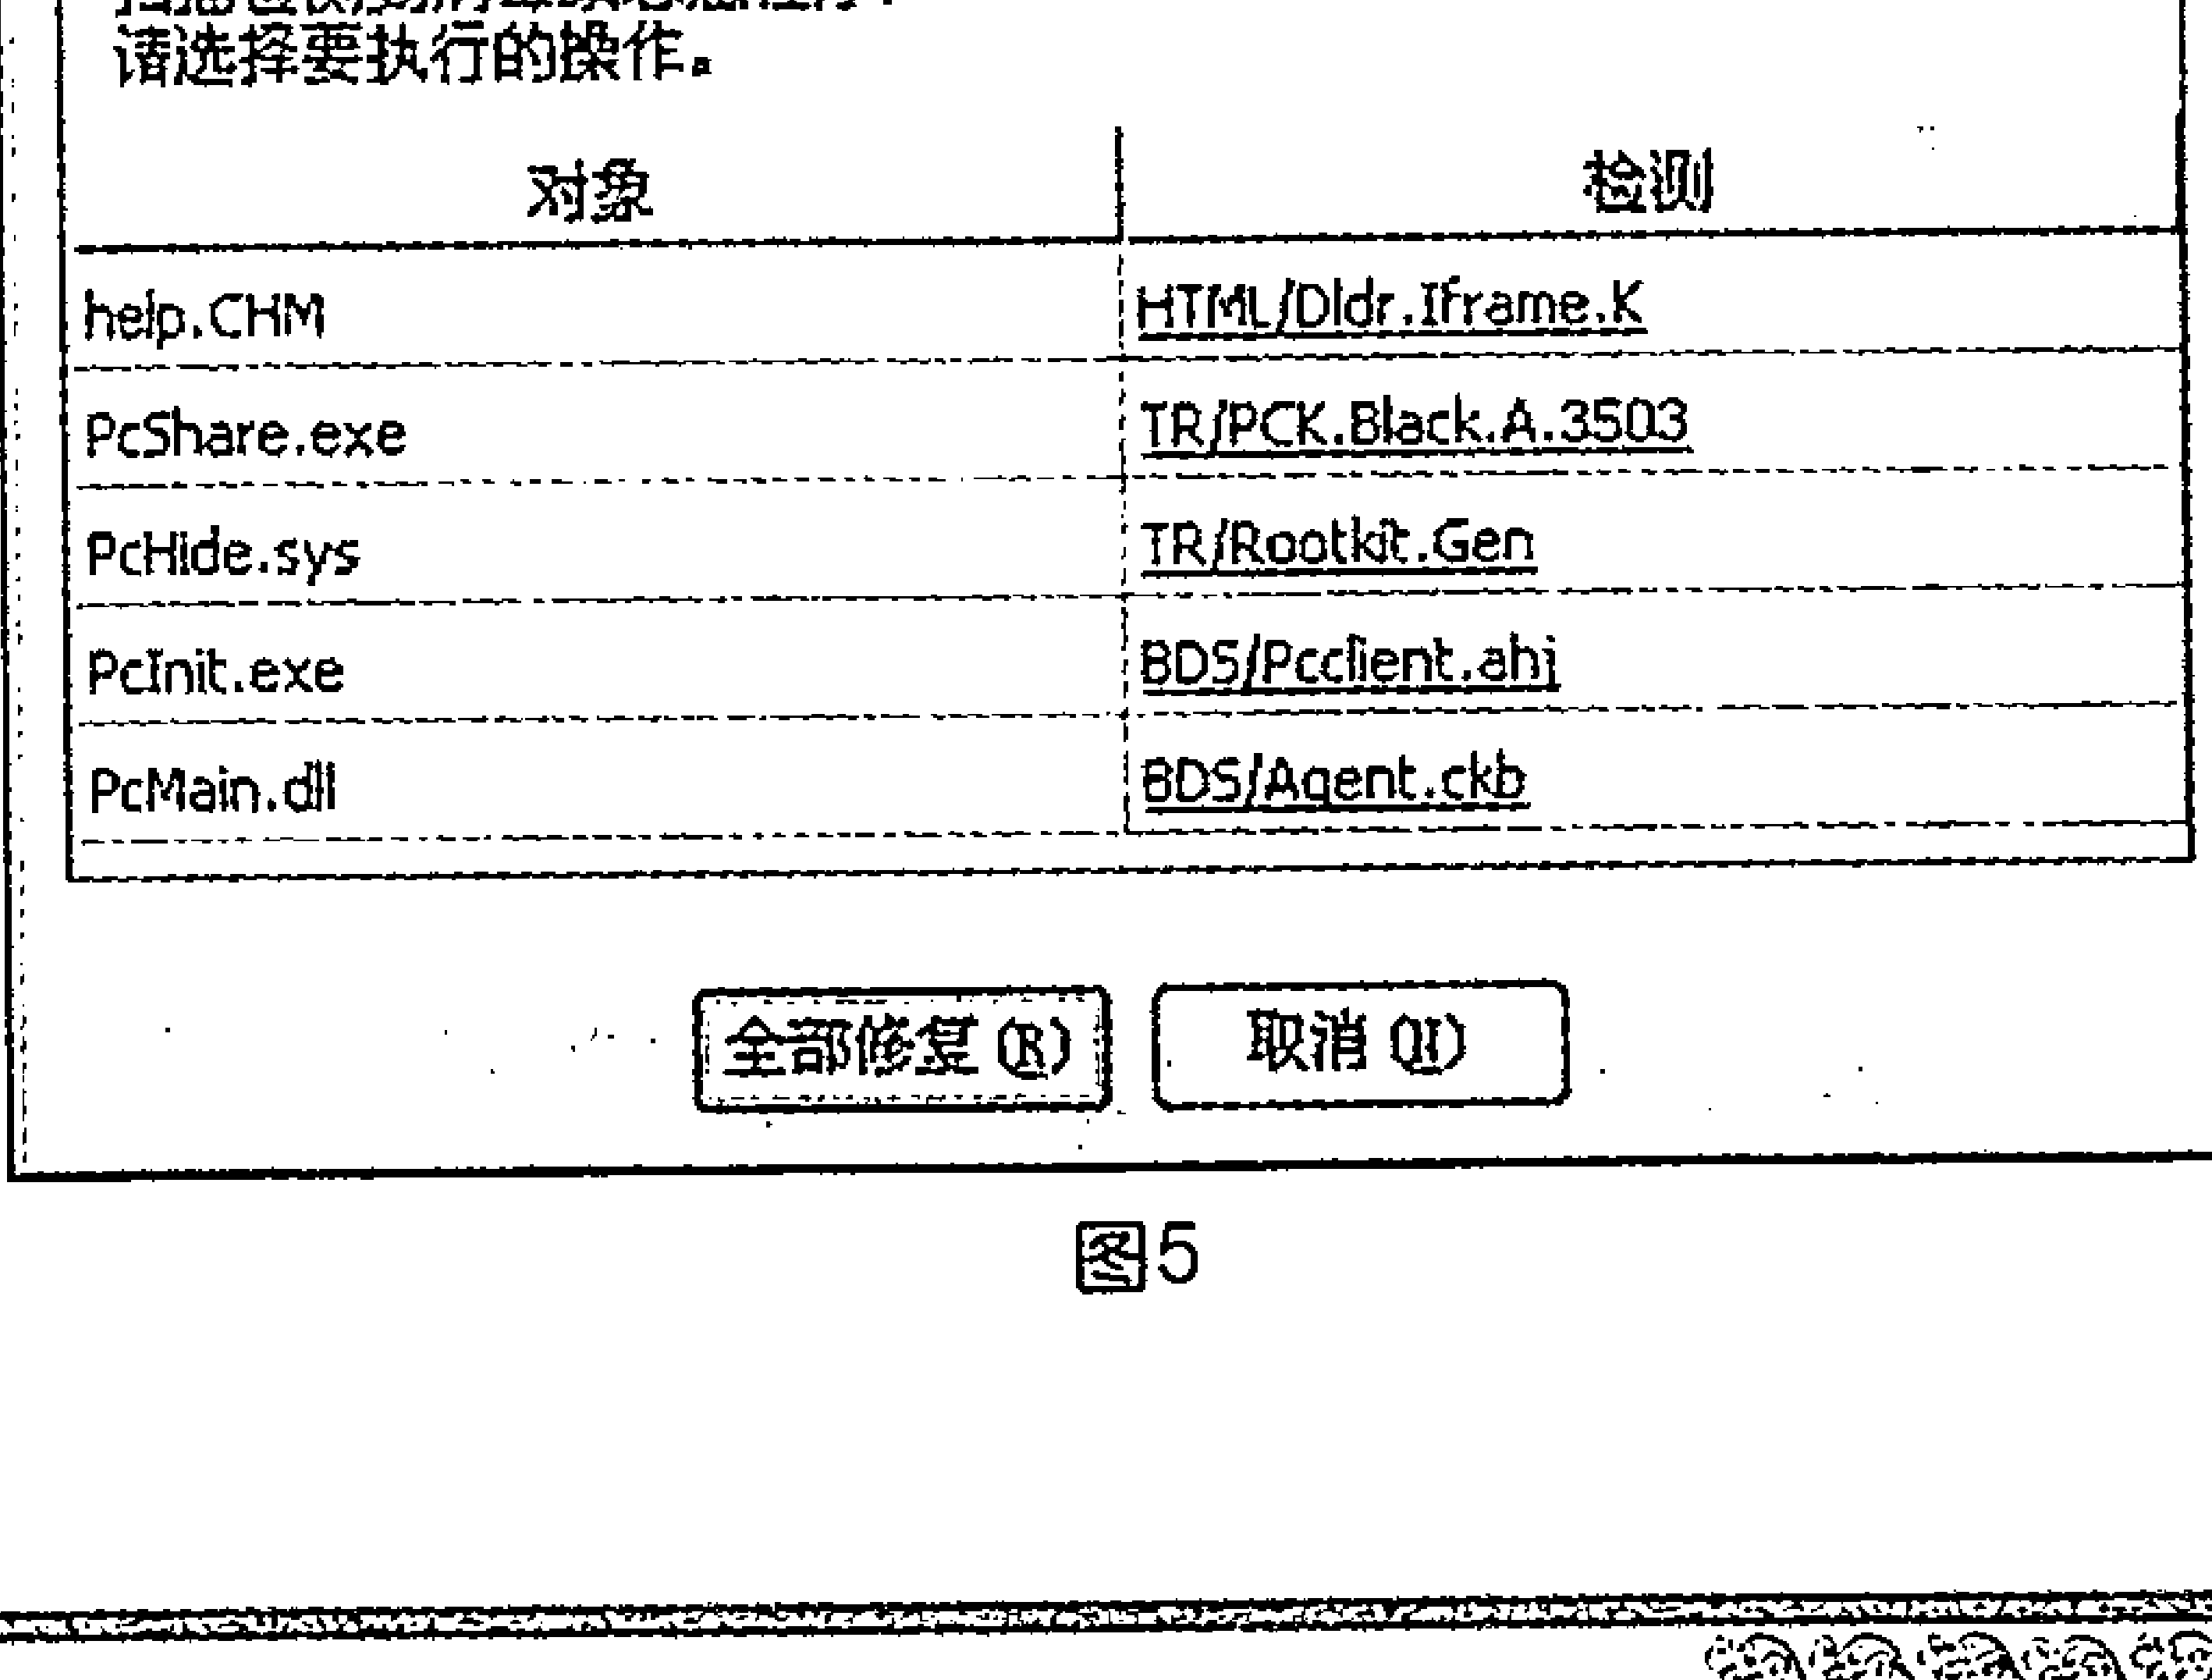 请选择要执行的操作。
对象 检测
help.CHM HTML/Dldr.Iframe.K
PcShare.exe TR/PCK.Black.A.3503
PcHide.sys TR/Rootkit.Gen
PcInit.exe BDS/Pcclient.ahj
PcMain.dll BDS/Agent.ckb
全部修复(R) 取消(I)
图5